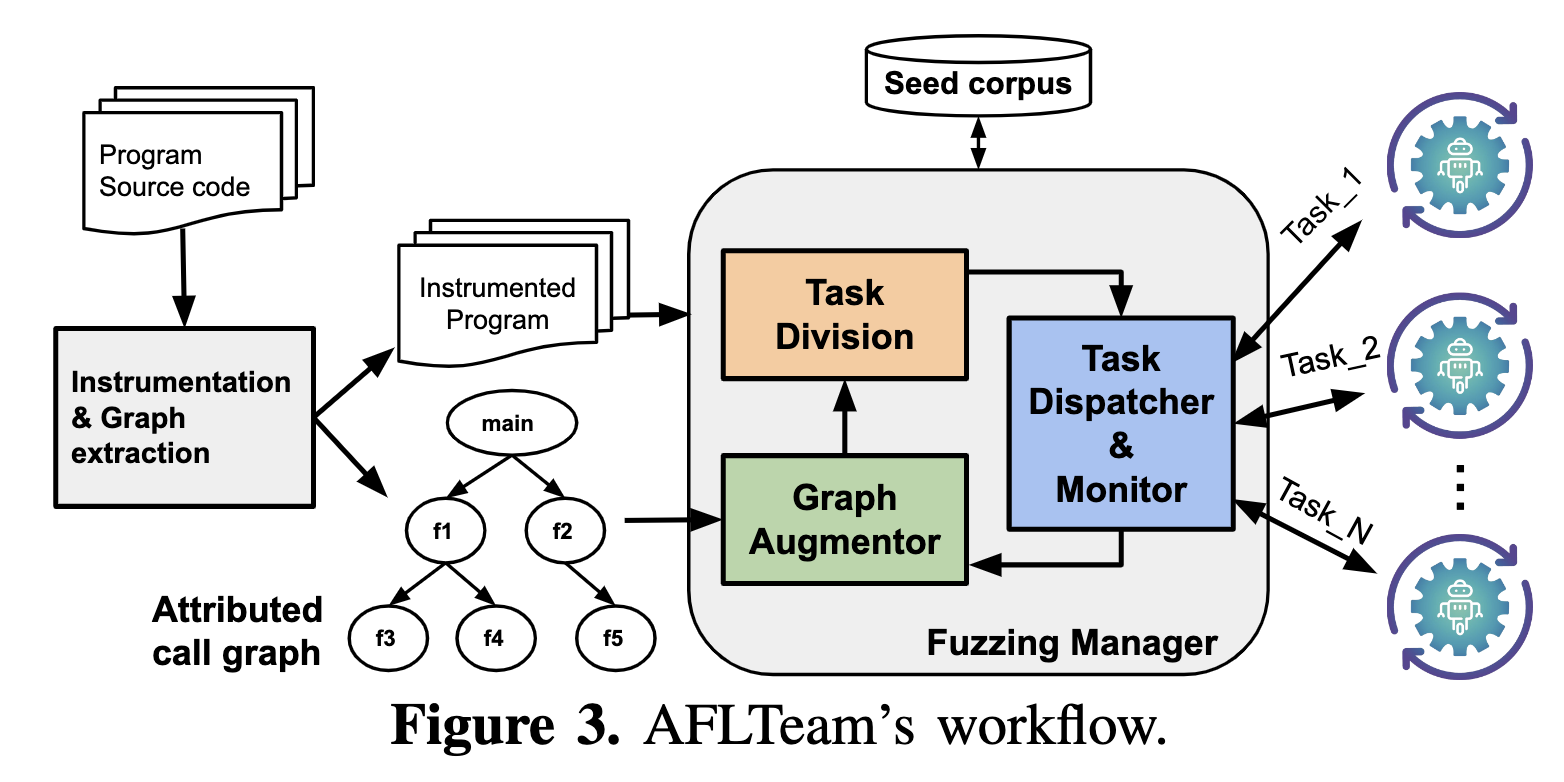 Seed corpus
Program
Source code
Task_1
Instrumented
Program
Task
Division
Task
Dispatcher
&
Monitor
Task_2
Instrumentation
& Graph
extraction
main
f1
f2
Graph
Augmentor
Task_N
Attributed
call graph
f3
f4
f5
Fuzzing Manager
Figure 3. AFLTeam's workflow.